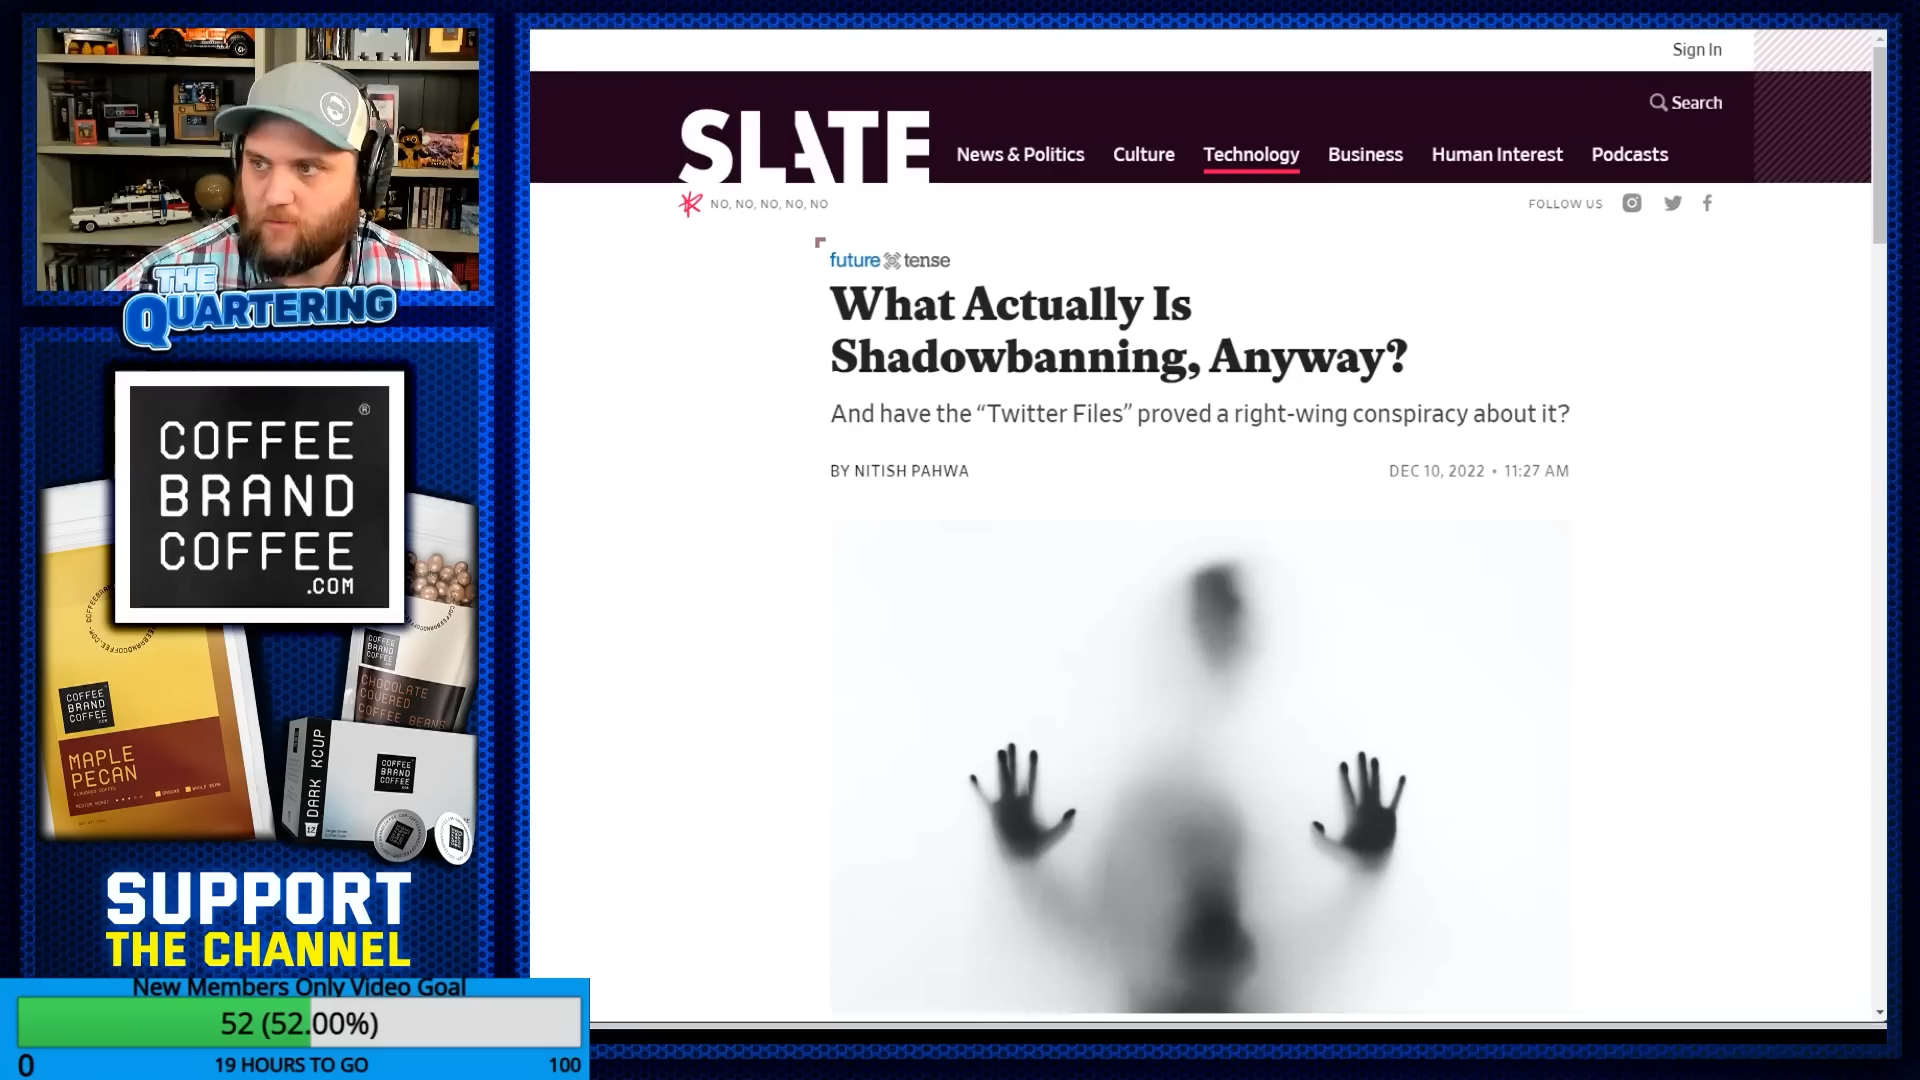 THE
QUARTERING
COFFEE
BRAND
COFFEE
.COM
®
COFFEE
BRAND
COFFEE
MAPLE
PECAN
COFFEE
BRAND
COFFEE
CHOCOLATE
COVERED
COFFEE BEANS
DARK KCUP
12
COFFEE
BRAND
COFFEE
SUPPORT
THE CHANNEL
New Members Only Video Goal
52 (52.00%)
0
19 HOURS TO GO
100
Sign In
Search
SLATE
News & Politics
Culture
Technology
Business
Human Interest
Podcasts
NO, NO, NO, NO, NO
FOLLOW US
future tense
What Actually Is
Shadowbanning, Anyway?
And have the “Twitter Files” proved a right-wing conspiracy about it?
BY NITISH PAHWA
DEC 10, 2022 • 11:27 AM